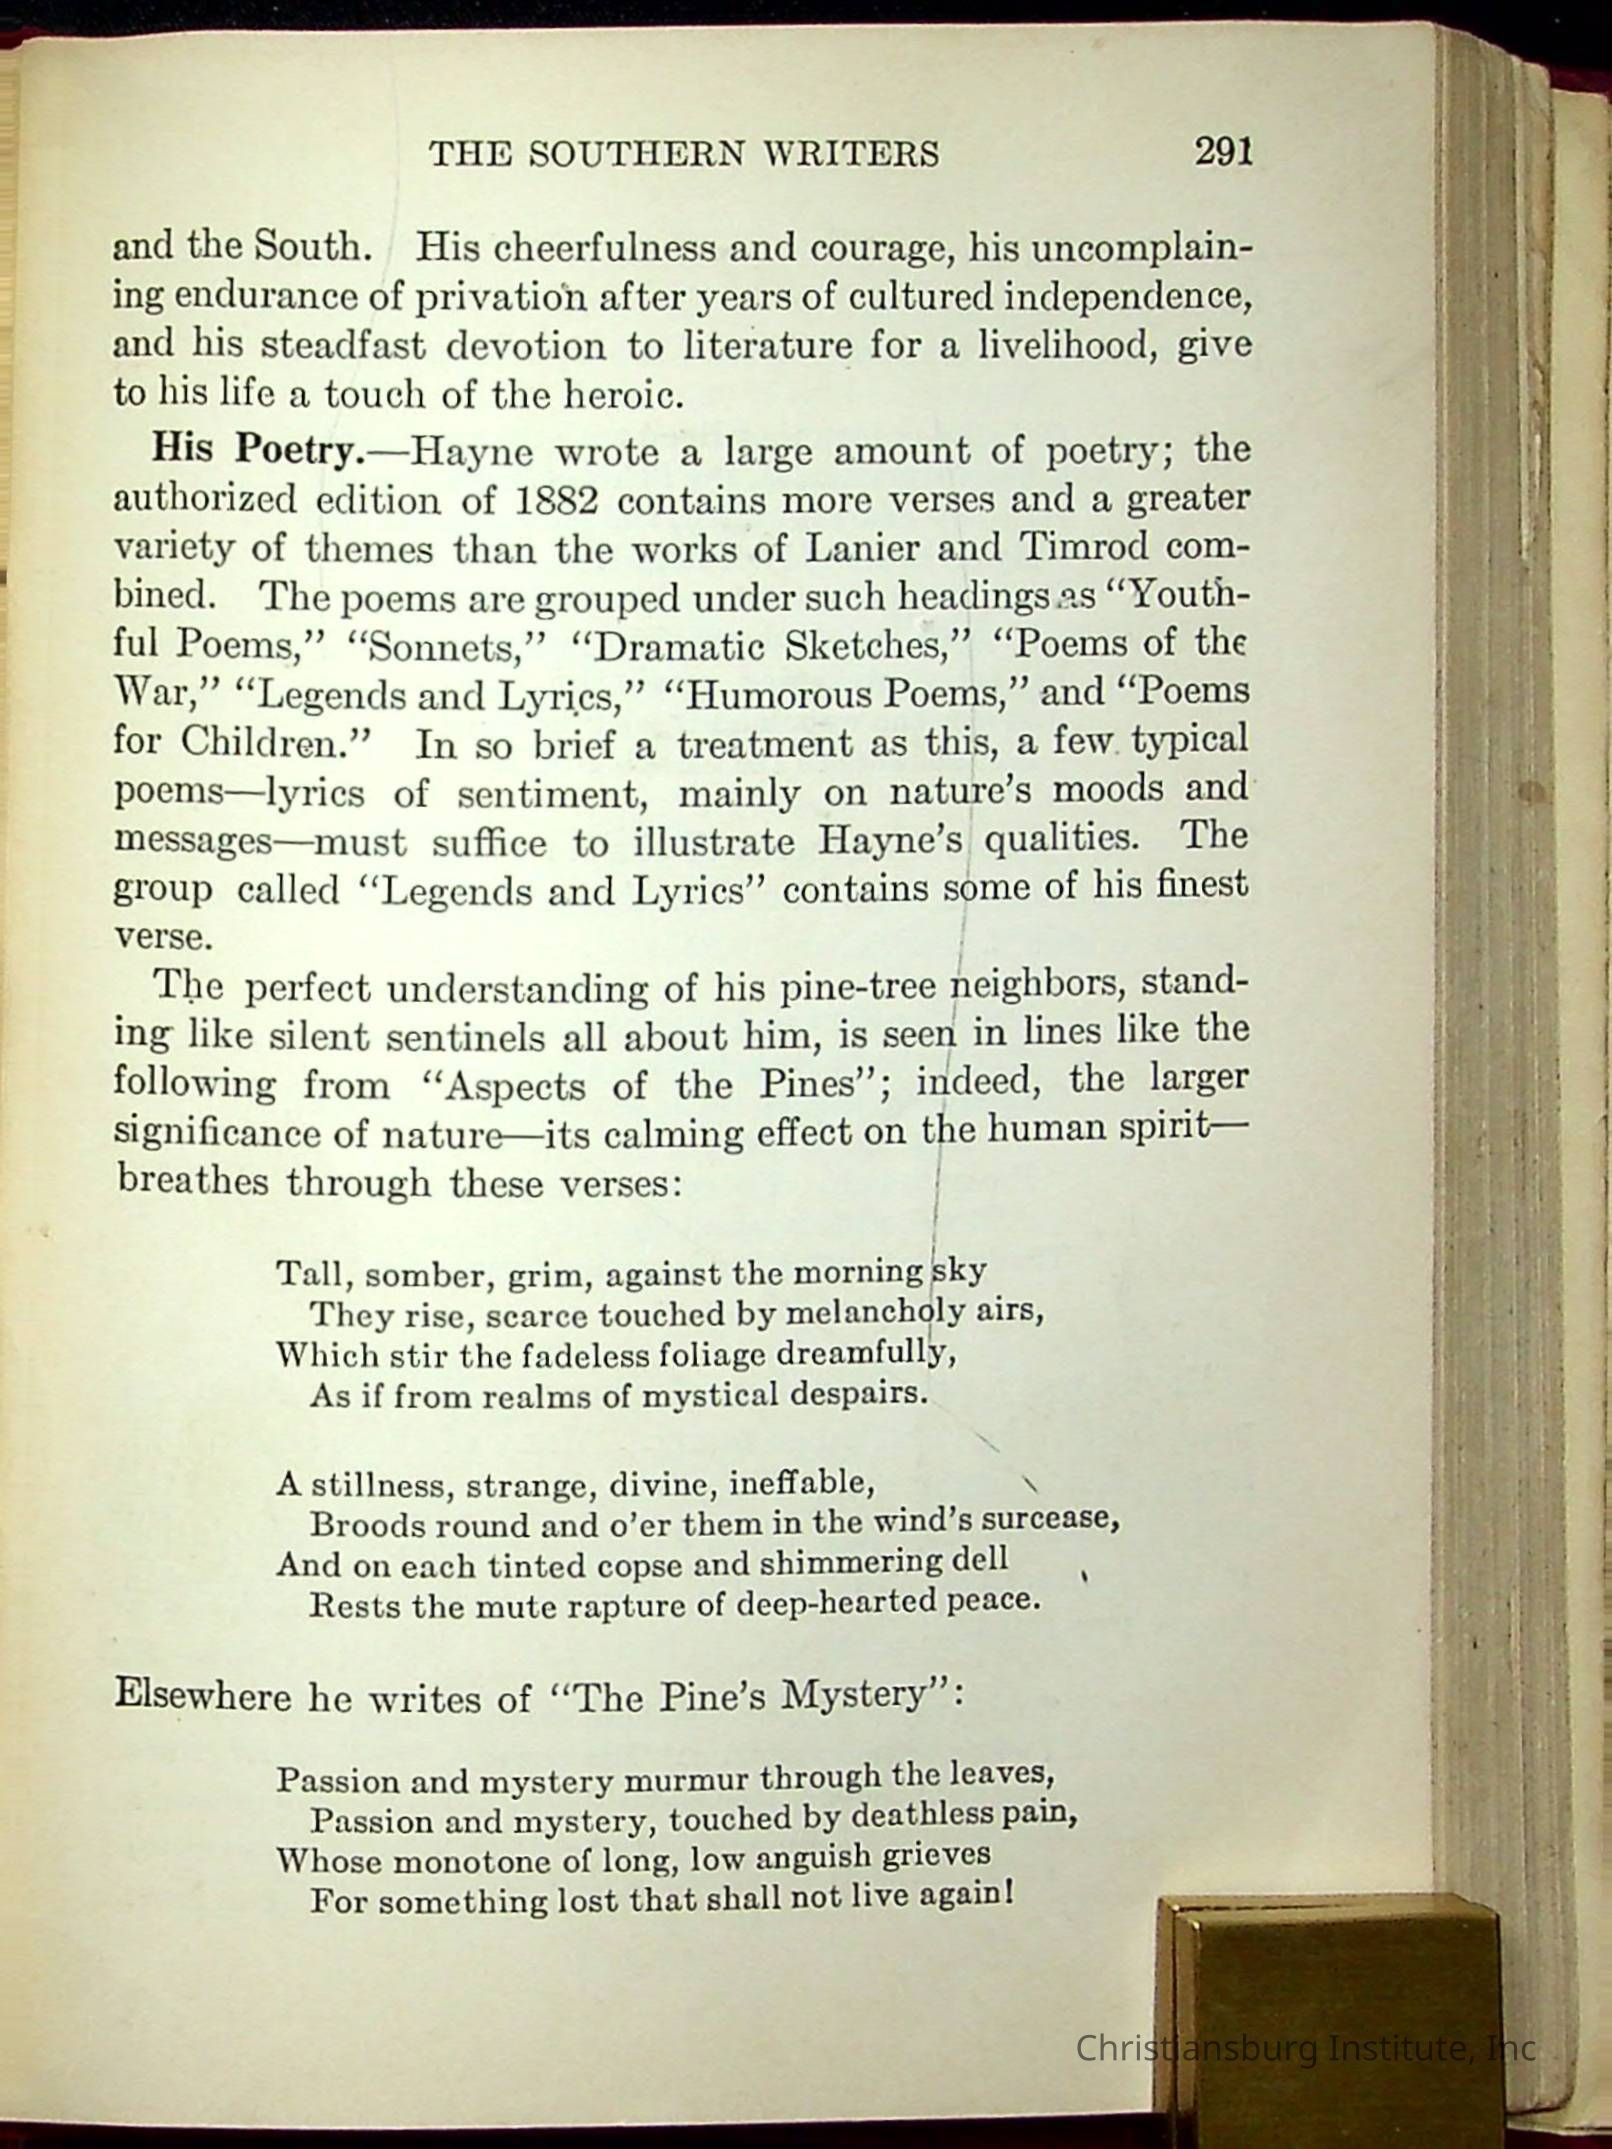 THE SOUTHERN WRITERS 291
and the South. His cheerfulness and courage, his uncomplain-
ing endurance of privation after years of cultured independence,
and his steadfast devotion to literature for a livelihood, give
to his life a touch of the heroic.
His Poetry.—Hayne wrote a large amount of poetry; the
authorized edition of 1882 contains more verses and a greater
variety of themes than the works of Lanier and Timrod com-
bined. The poems are grouped under such headings as “Youth-
ful Poems,” “Sonnets,” “Dramatic Sketches,” “Poems of the
War,” “Legends and Lyrics,” “Humorous Poems,” and “Poems
for Children.” In so brief a treatment as this, a few typical
poems—lyrics of sentiment, mainly on nature’s moods and
messages—must suffice to illustrate Hayne’s qualities. The
group called “Legends and Lyrics” contains some of his finest
verse.
The perfect understanding of his pine-tree neighbors, stand-
ing like silent sentinels all about him, is seen in lines like the
following from “Aspects of the Pines”; indeed, the larger
significance of nature—its calming effect on the human spirit—
breathes through these verses:
Tall, somber, grim, against the morning sky
They rise, scarce touched by melancholy airs,
Which stir the fadeless foliage dreamfully,
As if from realms of mystical despairs.
A stillness, strange, divine, ineffable,
Broods round and o’er them in the wind’s surcease,
And on each tinted copse and shimmering dell
Rests the mute rapture of deep-hearted peace.
Elsewhere he writes of “The Pine’s Mystery”:
Passion and mystery murmur through the leaves,
Passion and mystery, touched by deathless pain,
Whose monotone of long, low anguish grieves
For something lost that shall not live again!
Christiansburg Institute, Inc